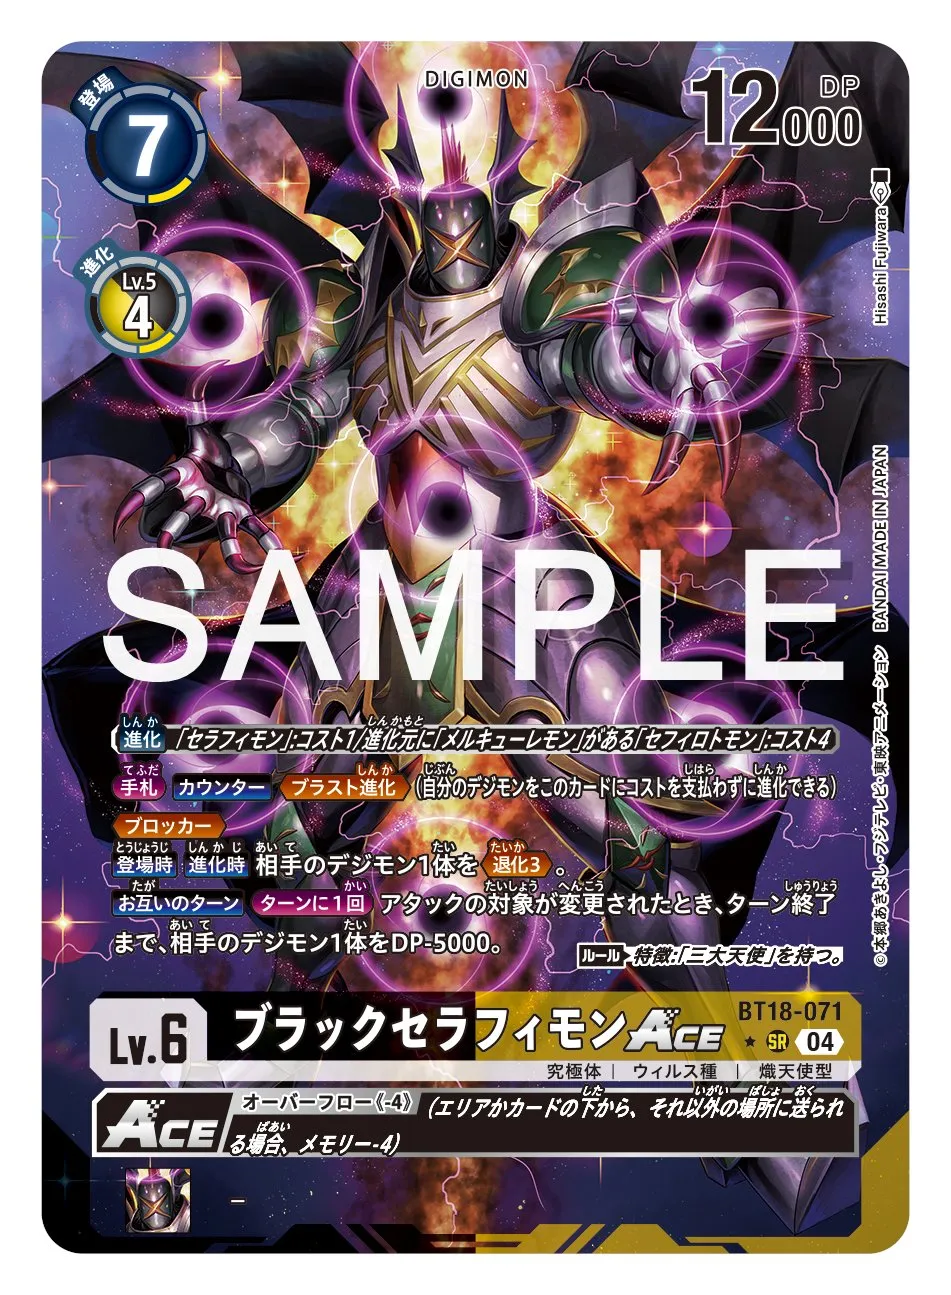 登場
7
DIGIMON
12000
DP
進化
Lv.5
4
Hisashi Fujiwara
SAMPLE
©本郷あきよし・フジテレビ・東映アニメーション BANDAI MADE IN JAPAN
進化 「セラフィモン」:コスト1/進化元に「メルキューレモン」がある「セフィロトモン」:コスト4
手札 カウンター ブラスト進化 (自分のデジモンをこのカードにコストを支払わずに進化できる)
ブロッカー
登場時 進化時 相手のデジモン1体を 退化3 。
お互いのターン ターンに1回 アタックの対象が変更されたとき、ターン終了
まで、相手のデジモン1体をDP-5000。
ルール 特徴:「三大天使」を持つ。
Lv.6
ブラックセラフィモンACE
BT18-071
★ SR 04
究極体 | ウィルス種 | 熾天使型
ACE
オーバーフロー《-4》 (エリアかカードの下から、それ以外の場所に送られ
る場合、メモリー-4)
–